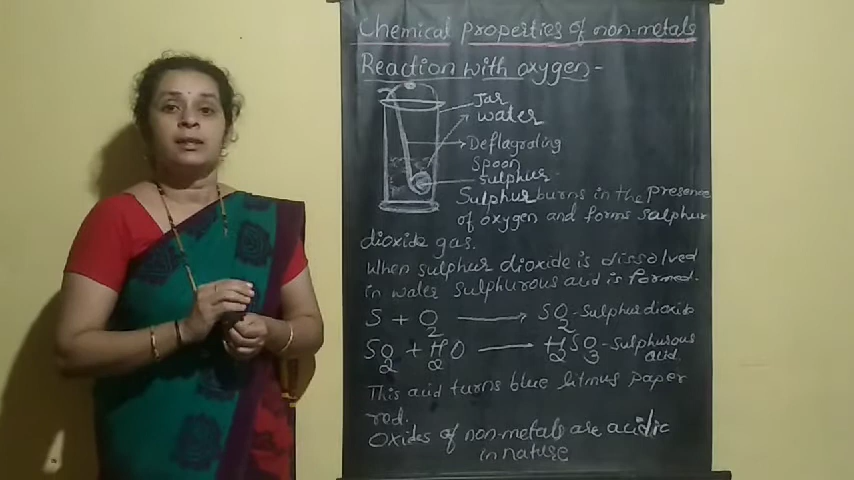 Chemical properties of non-metals
Reaction with oxygen-
Jar
water
Deflagrating
Spoon
Sulphur
Sulphur burns in the presence
of oxygen and forms sulphur
dioxide gas.
When sulphur dioxide is dissolved
in water sulphurous acid is formed.
S + O2 → SO2 - Sulphur dioxide
SO2 + H2O → H2SO3 - Sulphurous
acid.
This acid turns blue litmus paper
red.
Oxides of non-metals are acidic
in nature